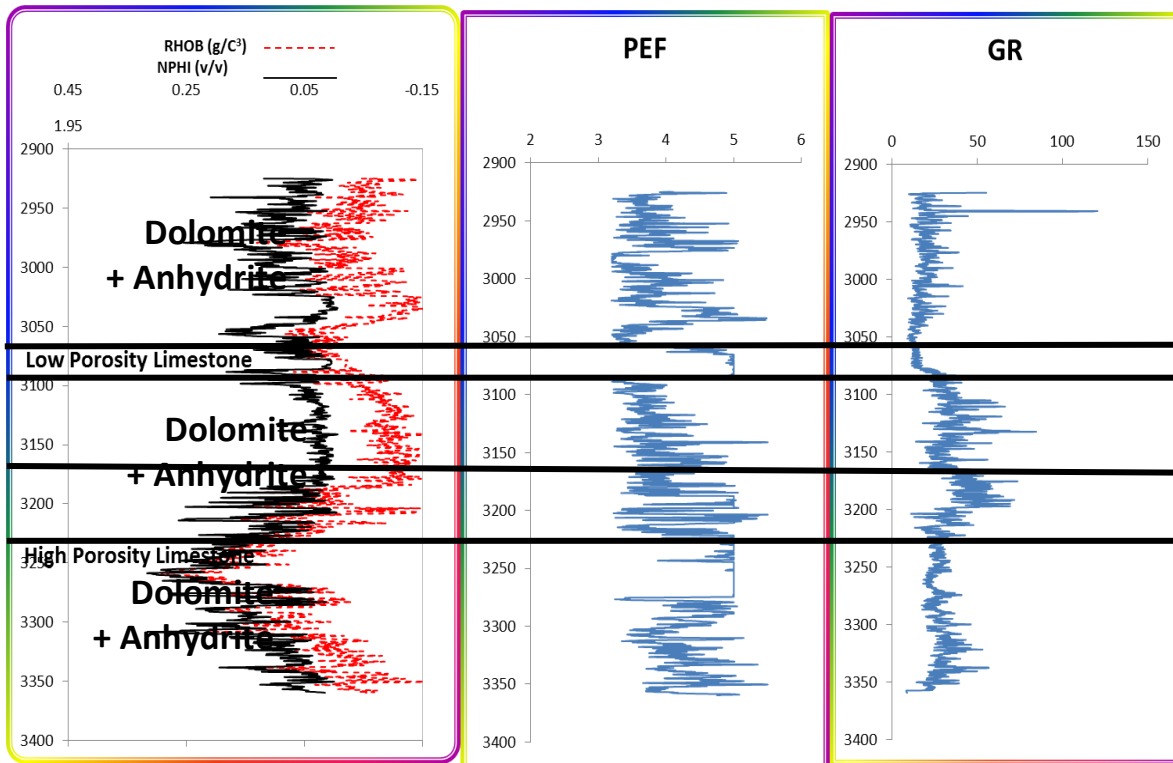 RHOB (g/C³)
NPHI (v/v)
0.45 0.25 0.05 -0.15
1.95
2900
2950
3000
3050
3100
3150
3200
3250
3300
3350
3400
Dolomite
+ Anhydrite
Low Porosity Limestone
Dolomite
+ Anhydrite
High Porosity Limestone
Dolomite
+ Anhydrite
PEF
2 3 4 5 6
2900
2950
3000
3050
3100
3150
3200
3250
3300
3350
3400
GR
0 50 100 150
2900
2950
3000
3050
3100
3150
3200
3250
3300
3350
3400